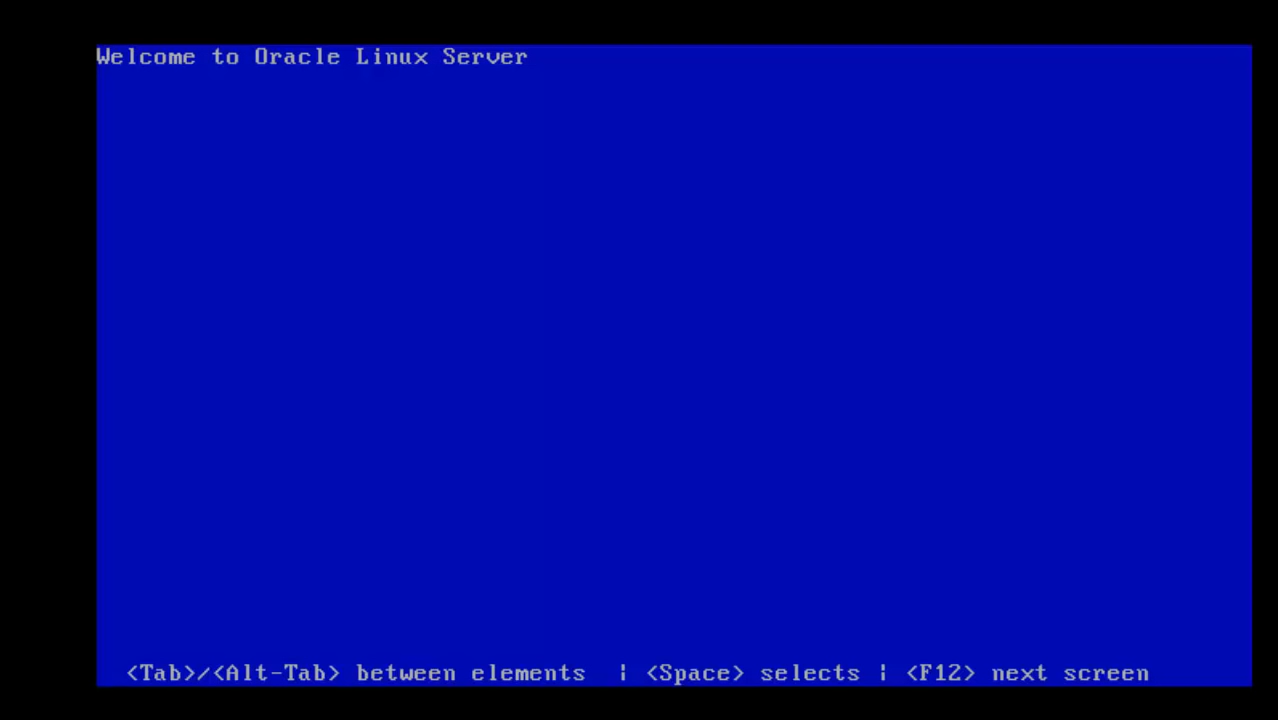 Welcome to Oracle Linux Server
<Tab>/<Alt-Tab> between elements | <Space> selects | <F12> next screen